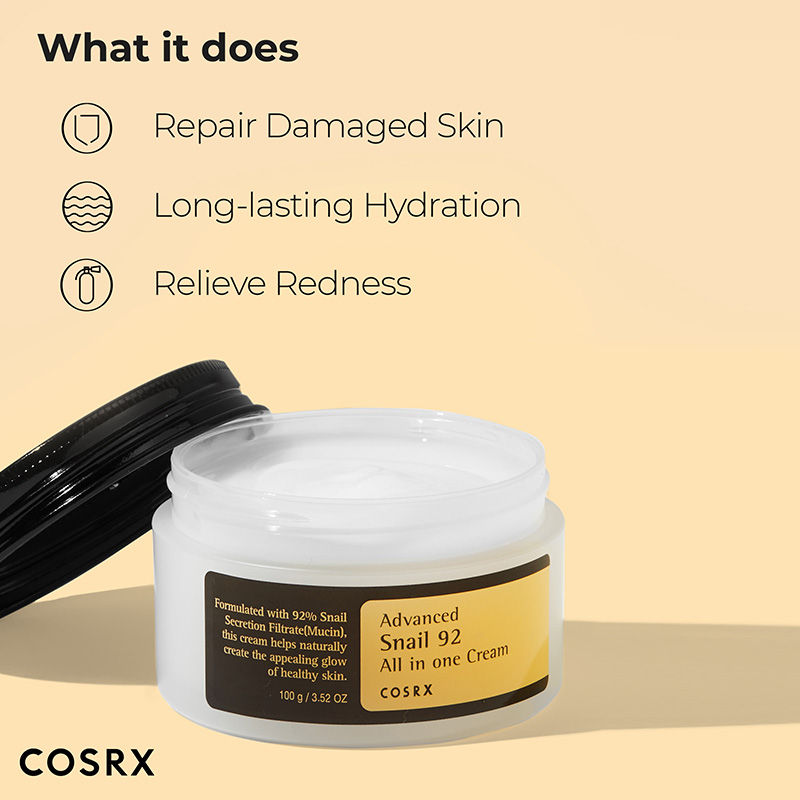 What it does
Repair Damaged Skin
Long-lasting Hydration
Relieve Redness
Formulated with 92% Snail
Secretion Filtrate(Mucin),
this cream helps naturally
create the appealing glow
of healthy skin.
100 g / 3.52 OZ
Advanced
Snail 92
All in one Cream
COSRX
COSRX